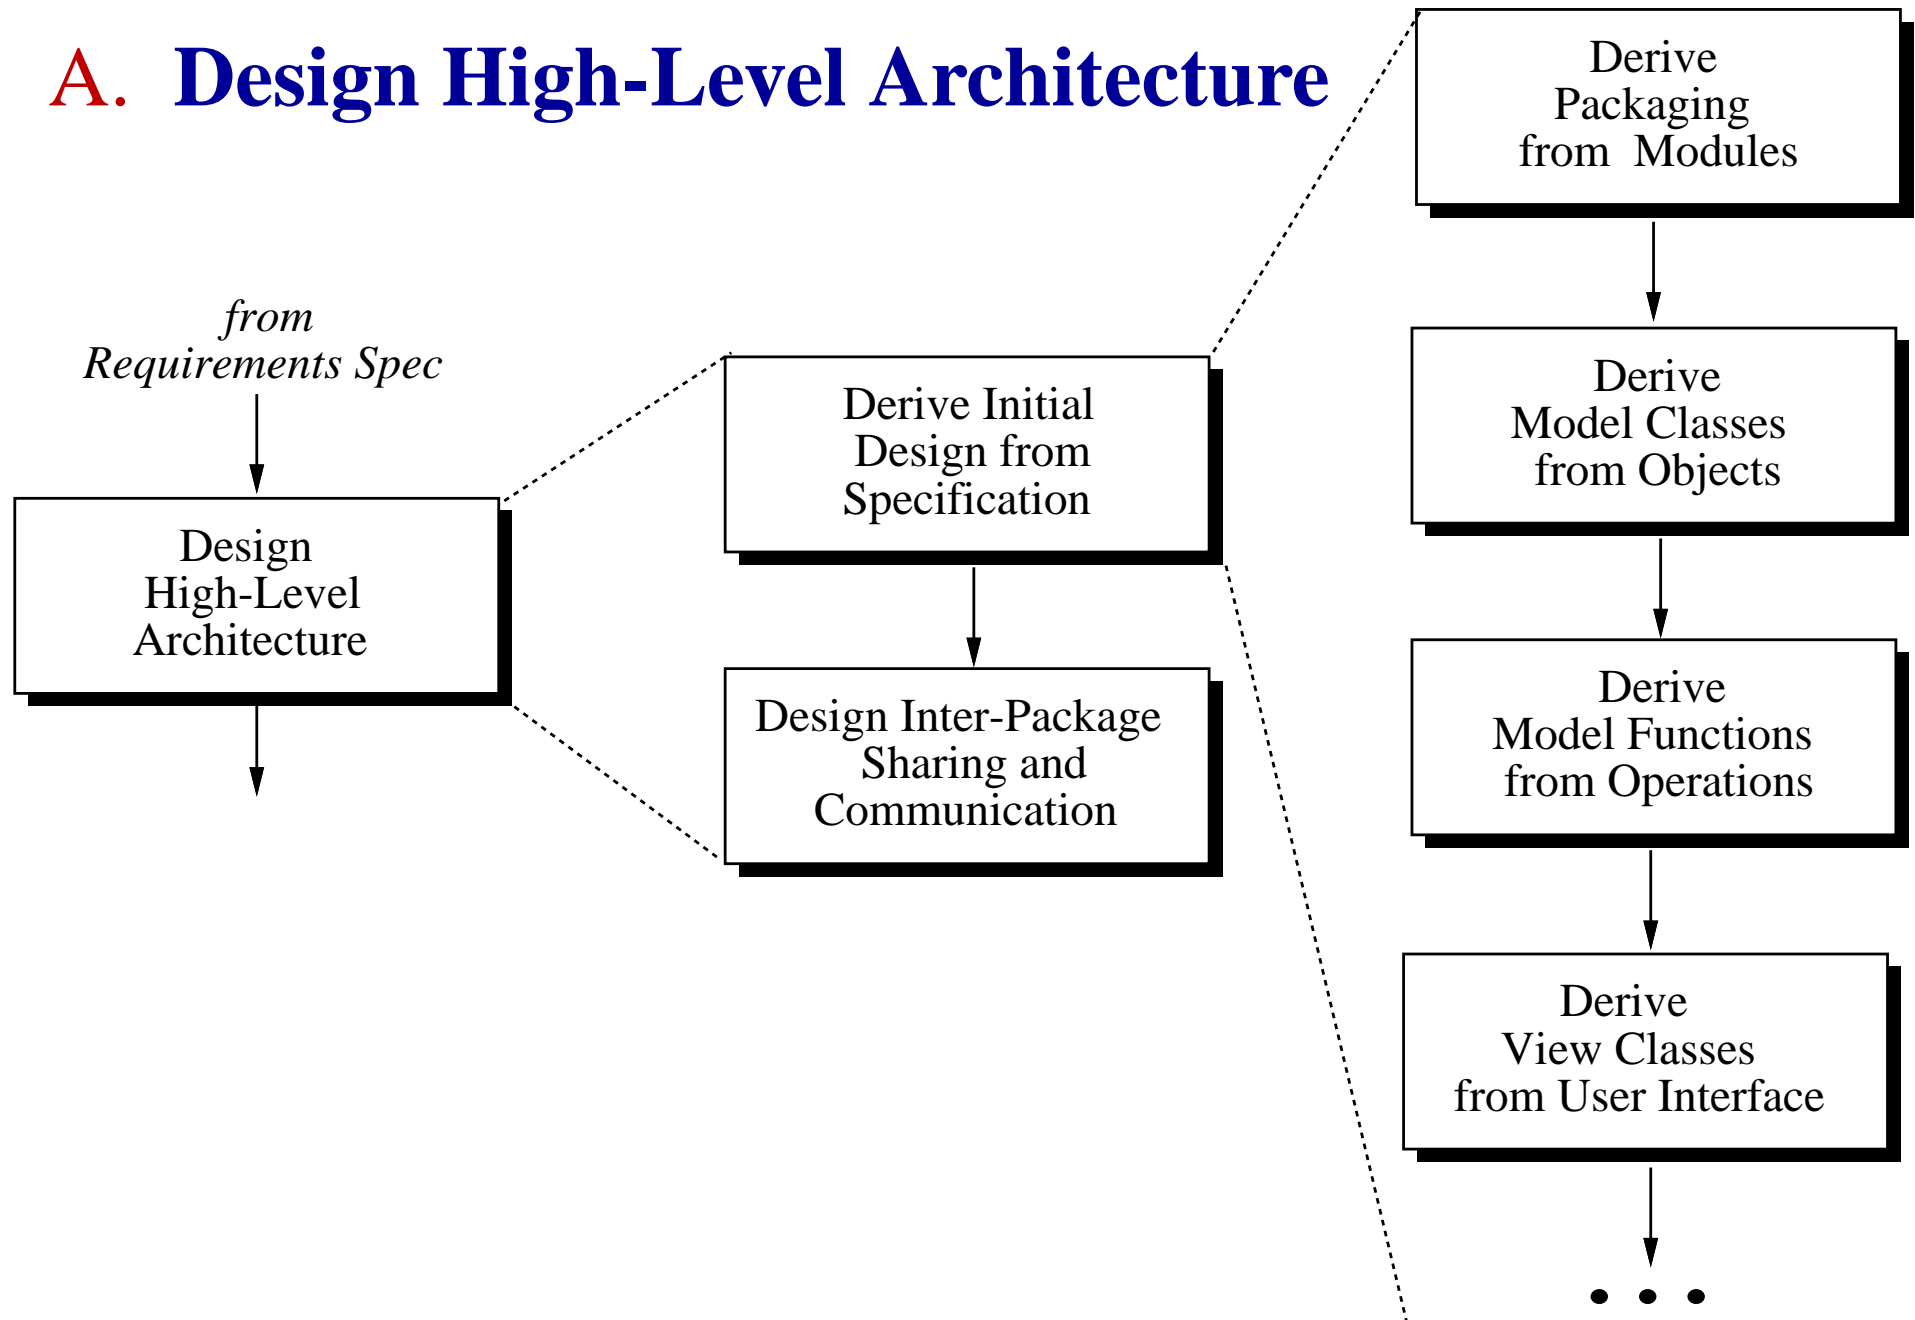 A. Design High-Level Architecture
from
Requirements Spec
Design
High-Level
Architecture
Derive Initial
Design from
Specification
Design Inter-Package
Sharing and
Communication
Derive
Packaging
from Modules
Derive
Model Classes
from Objects
Derive
Model Functions
from Operations
Derive
View Classes
from User Interface
• • •